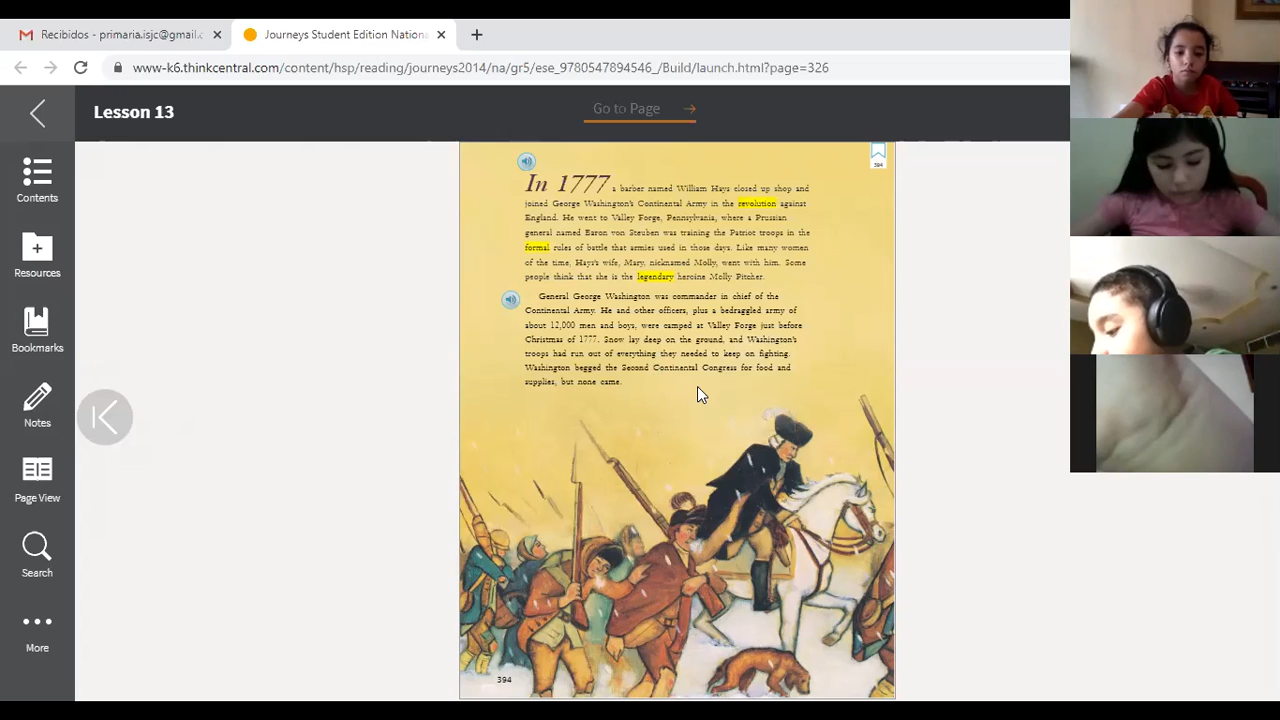 Recibidos - primaria.isjc@gmail.c
Journeys Student Edition Nation
www-k6.thinkcentral.com/content/hsp/reading/journeys2014/na/gr5/ese_9780547894546_/Build/launch.html?page=326
Lesson 13
Go to Page
Contents
Resources
Bookmarks
Notes
Page View
Search
More
394
In 1777 a barber named William Hays closed up shop and
joined George Washington's Continental Army in the revolution against
England. He went to Valley Forge, Pennsylvania, where a Prussian
general named Baron von Steuben was training the Patriot troops in the
formal rules of battle that armies used in those days. Like many women
of the time, Hays's wife, Mary, nicknamed Molly, went with him. Some
people think that she is the legendary heroine Molly Pitcher.
General George Washington was commander in chief of the
Continental Army. He and other officers, plus a bedraggled army of
about 12,000 men and boys, were camped at Valley Forge just before
Christmas of 1777. Snow lay deep on the ground, and Washington's
troops had run out of everything they needed to keep on fighting.
Washington begged the Second Continental Congress for food and
supplies, but none came.
394